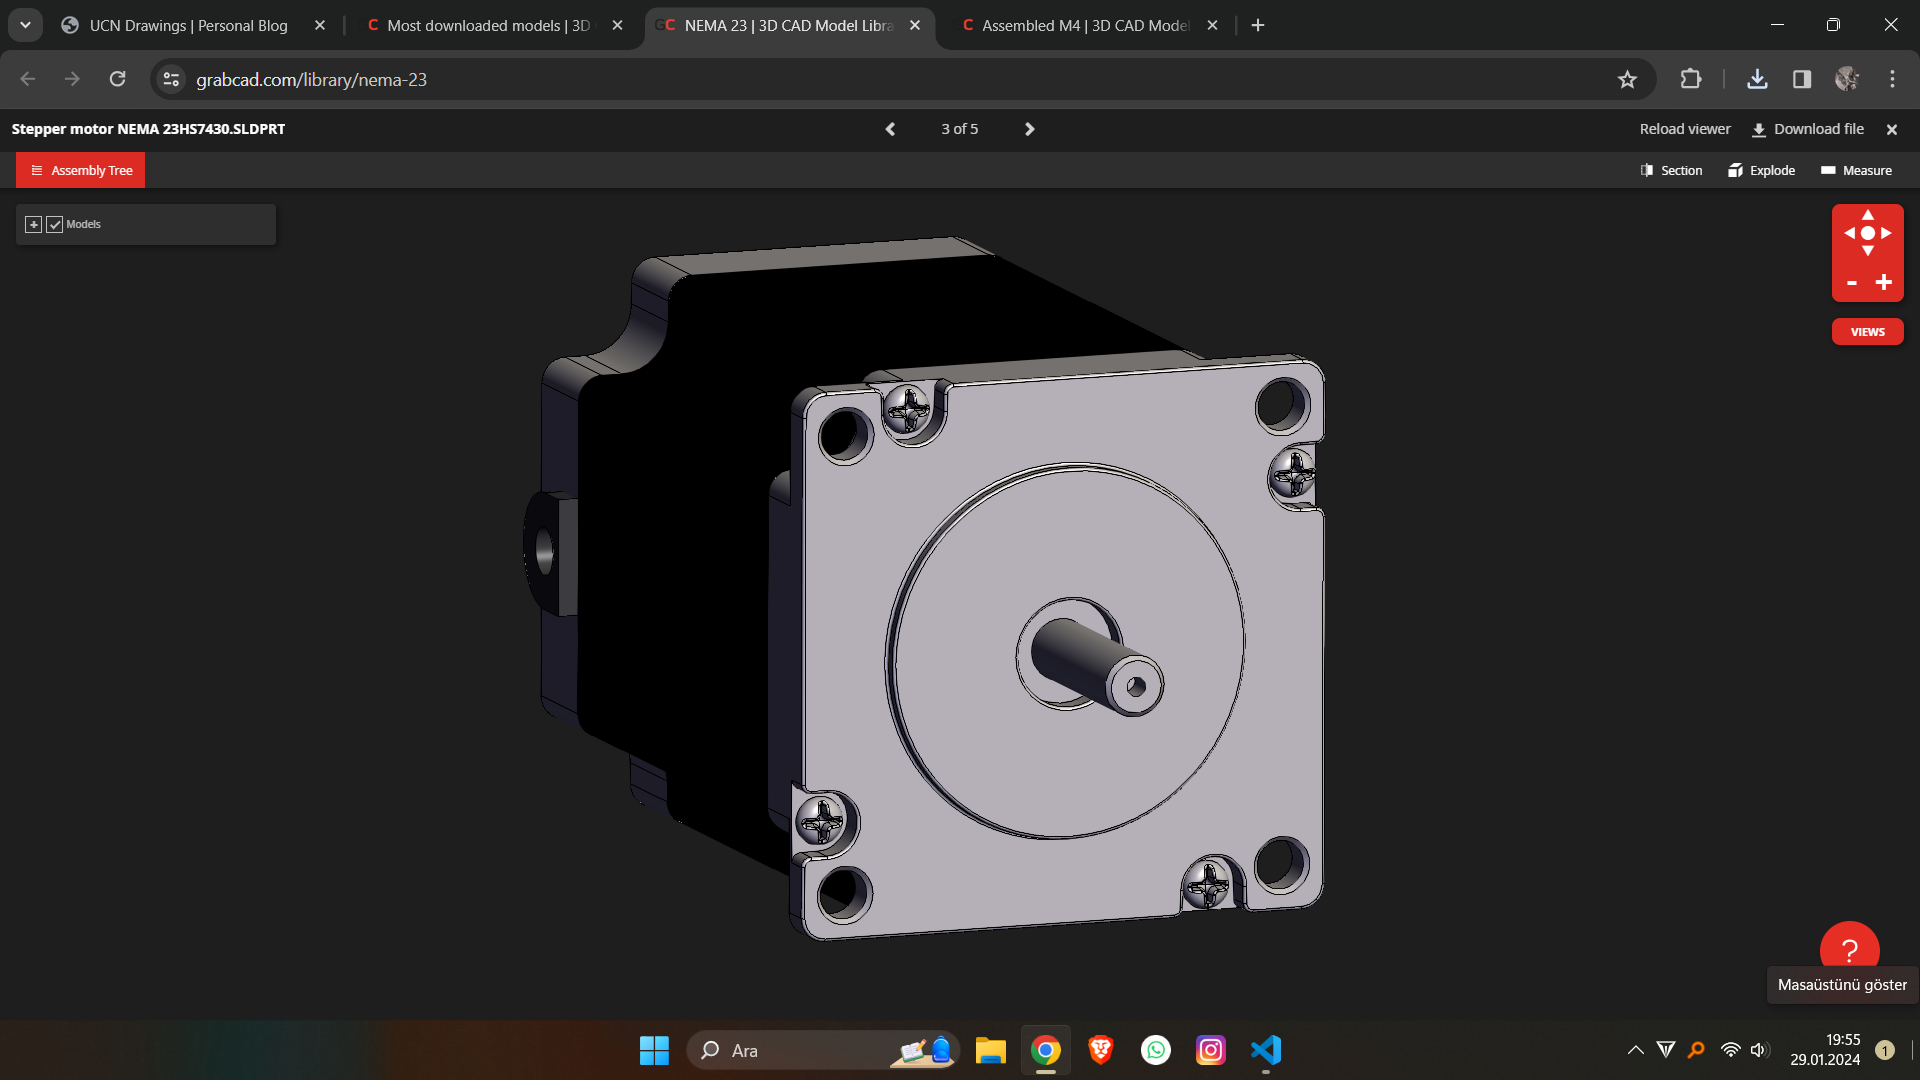 UCN Drawings | Personal Blog
Most downloaded models | 3D
NEMA 23 | 3D CAD Model Libra
Assembled M4 | 3D CAD Model
grabcad.com/library/nema-23
Stepper motor NEMA 23HS7430.SLDPRT
3 of 5
Reload viewer
Download file
Assembly Tree
Section
Explode
Measure
Models
- +
VIEWS
?
Masaüstünü göster
Ara
19:55
29.01.2024
1